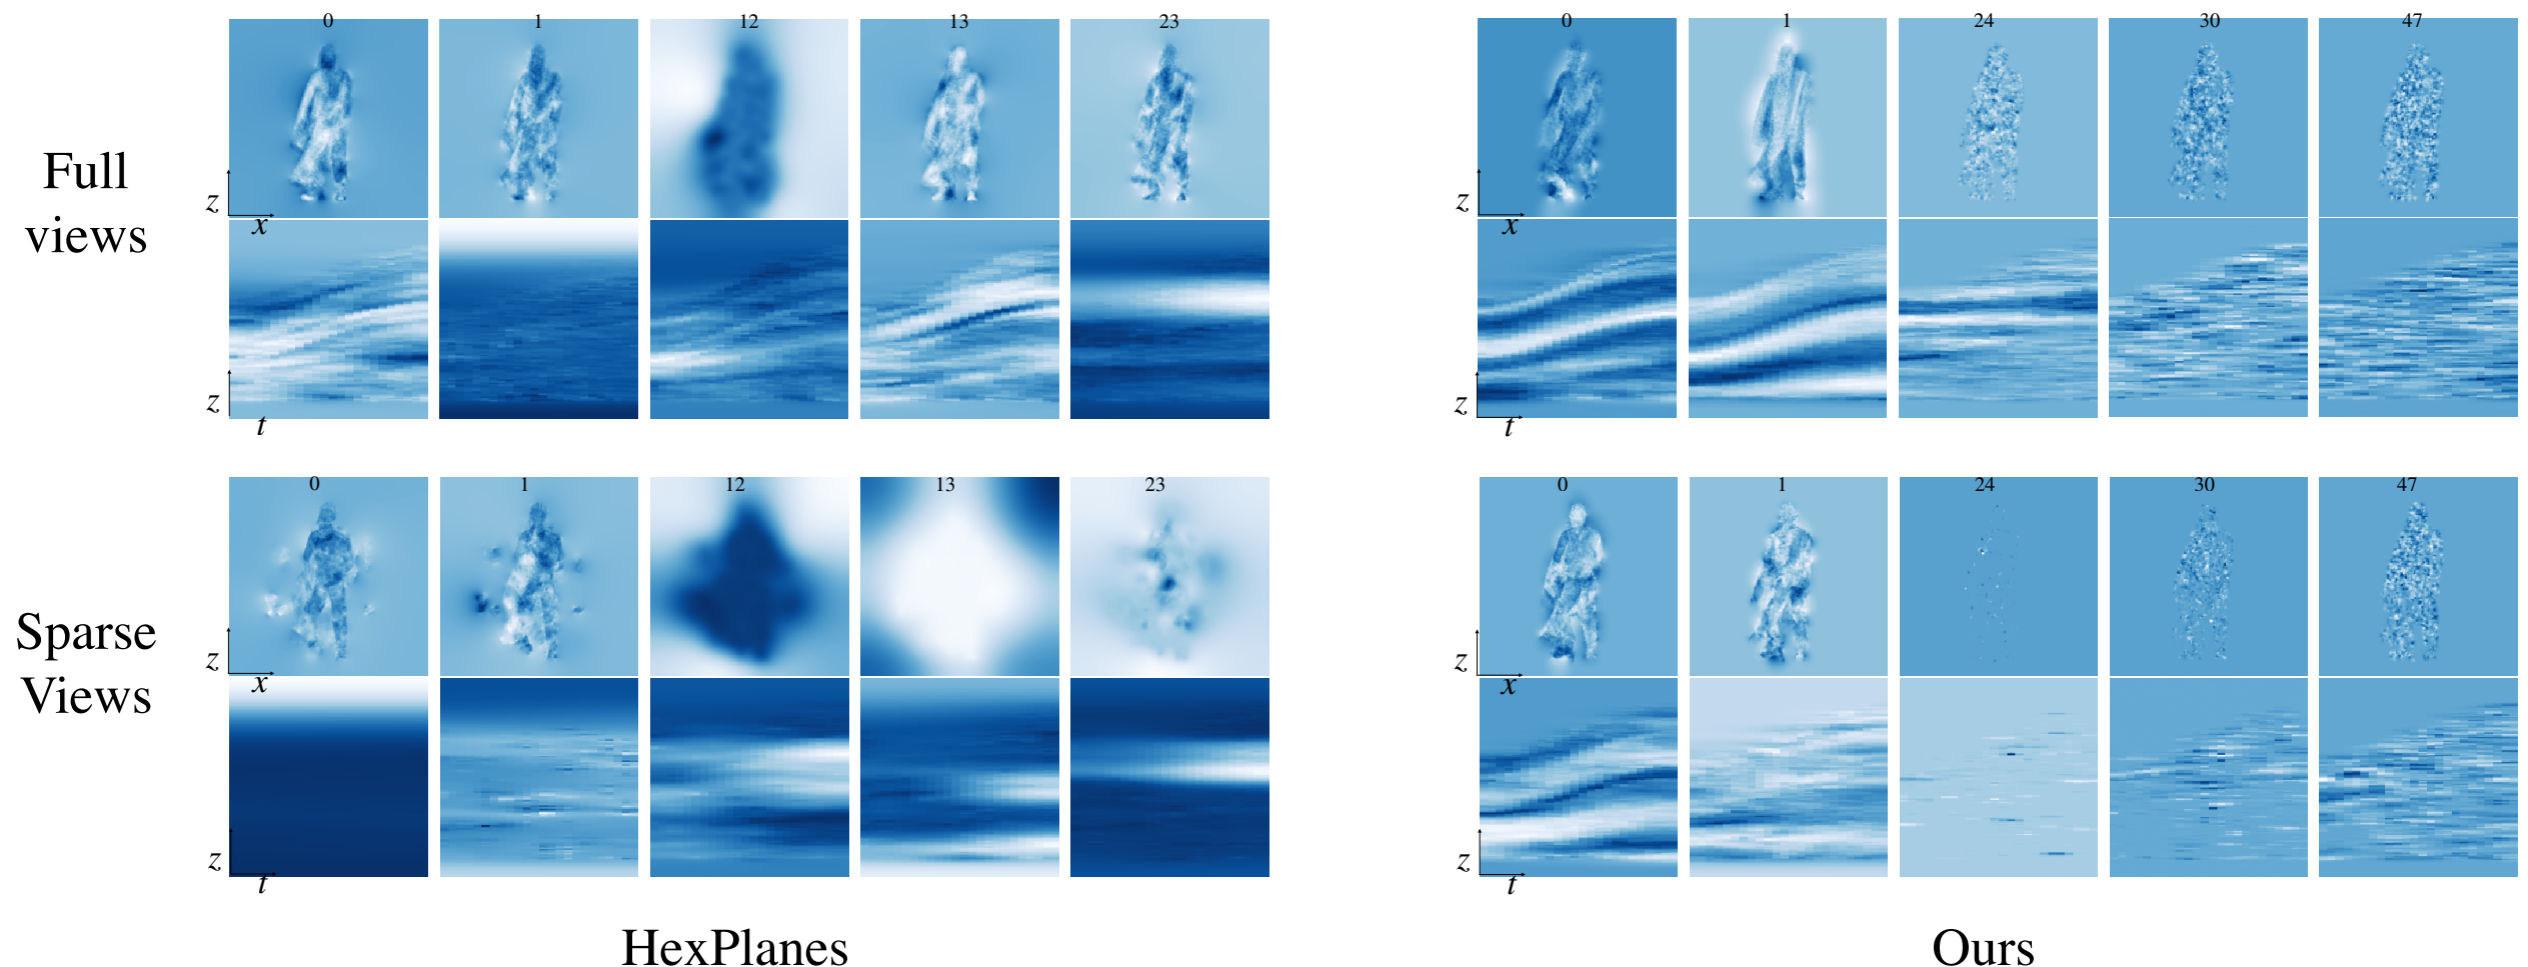 0 1 12 13 23
0 1 24 30 47
Full
views
z
x
z
x
z
t
z
t
0 1 12 13 23
0 1 24 30 47
Sparse
Views
z
x
z
x
z
t
z
t
HexPlanes
Ours